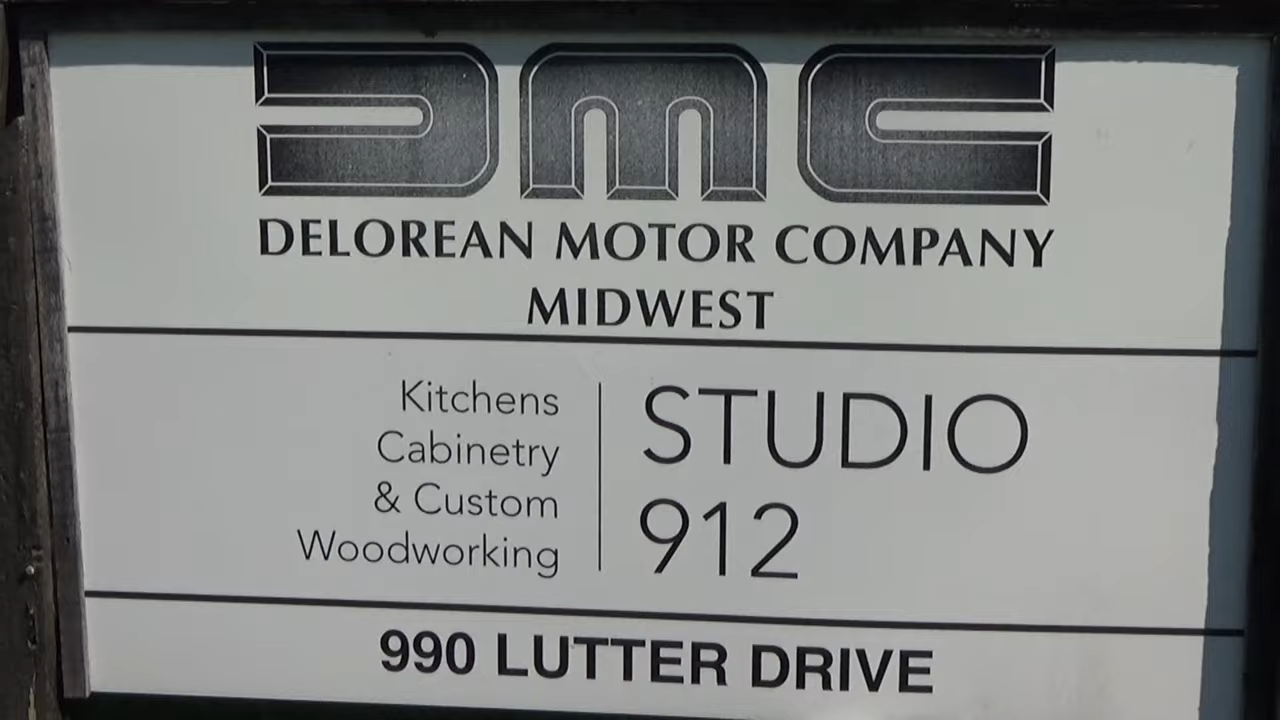 DMC
DELOREAN MOTOR COMPANY
MIDWEST
Kitchens
Cabinetry
& Custom
Woodworking
STUDIO
912
990 LUTTER DRIVE